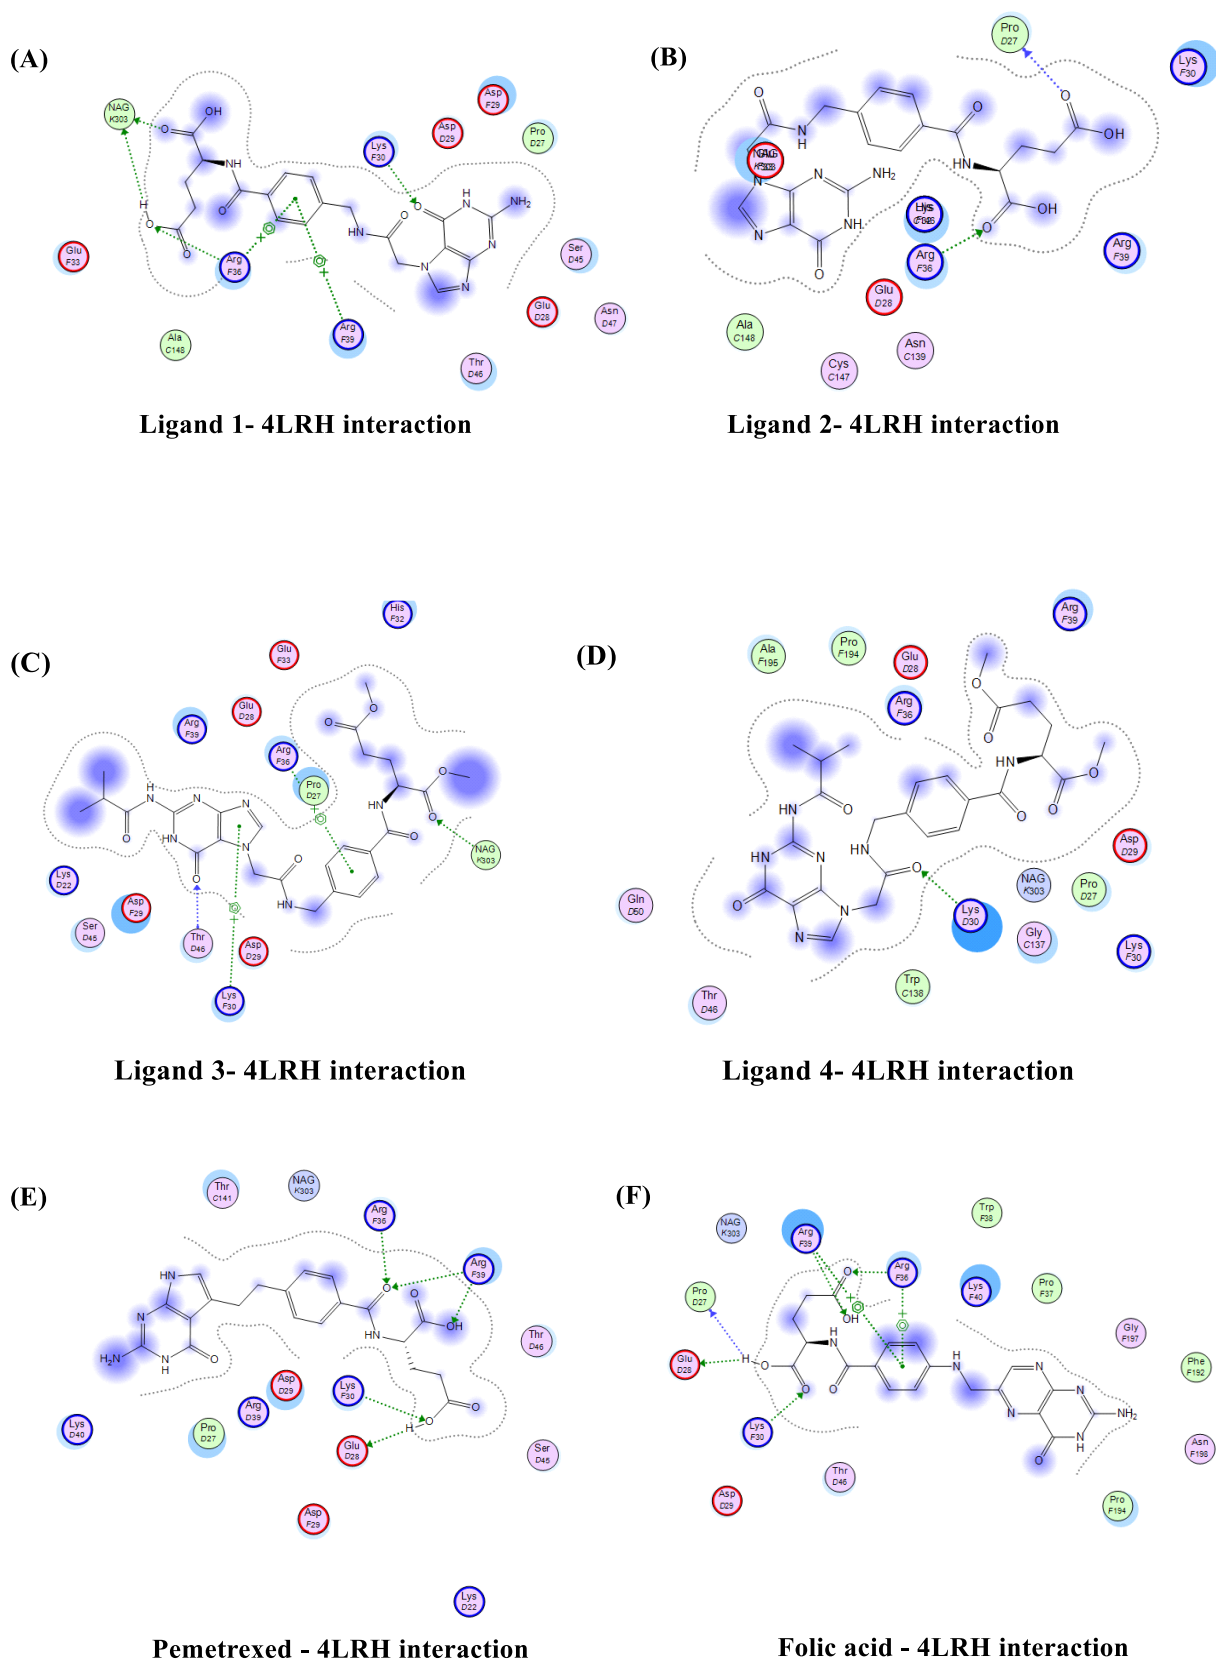 (A)
NAG
K303
OH
O
NH
O
H
O
O
Glu
F33
Arg
F36
Ala
C148
Lys
F30
Asp
D29
Asp
F29
Pro
D27
O
NH
O
HN
NH2
N
N
N
Ser
D45
Asn
D47
Glu
D28
Arg
F39
Thr
D46
Ligand 1- 4LRH interaction
(B)
Pro
D27
Lys
F30
O
NH
O
O
OH
HN
OH
O
N
NH2
NH
N
N
O
Arg
F36
Arg
F39
Glu
D28
Ala
C148
Cys
C147
Asn
C139
Ligand 2- 4LRH interaction
(C)
His
F32
Glu
F33
Glu
D28
Arg
F39
Arg
F36
Pro
D27
O
O
O
O
HN
O
NAG
K303
H
N
N
N
O
HN
N
O
O
NH
Lys
D22
Asp
F29
Ser
D45
Thr
D46
Asp
D29
Lys
F30
Ligand 3- 4LRH interaction
(D)
Arg
F39
Ala
F195
Pro
F194
Glu
D28
Arg
F36
O
O
HN
O
O
O
HN
O
HN
N
NH
O
O
N
N
Asp
D29
NAG
K303
Pro
D27
Gln
D50
Lys
D30
Gly
C137
Lys
F30
Trp
C138
Thr
D46
Ligand 4- 4LRH interaction
(E)
Thr
C141
NAG
K303
Arg
F36
Arg
F39
HN
O
O
OH
HN
N
H2N
NH
O
O
O
H
Thr
D46
Asp
D29
Lys
F30
Arg
D39
Pro
D27
Lys
D40
Glu
D28
Ser
D45
Asp
F29
Lys
D22
Pemetrexed - 4LRH interaction
(F)
NAG
K303
Arg
F39
Trp
F38
Arg
F36
Lys
F40
Pro
F37
Pro
D27
Gly
F197
Phe
F192
Glu
D28
O
OH
H
O
O
H
N
O
NH
N
N
N
N
NH2
NH
O
Lys
F30
Thr
D46
Asp
D29
Asn
F198
Pro
F194
Folic acid - 4LRH interaction